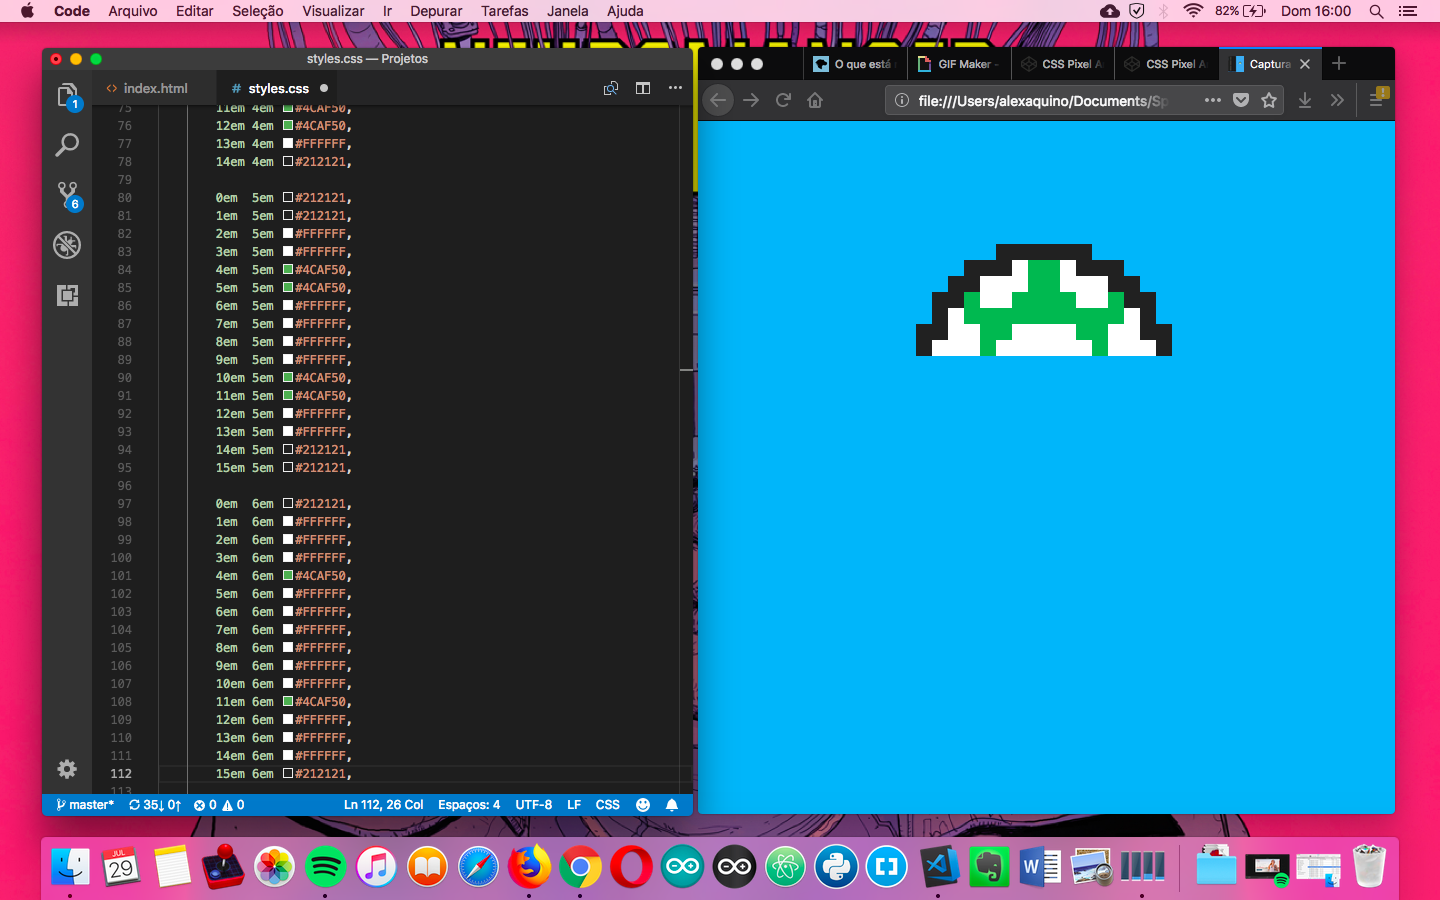 Code Arquivo Editar Seleção Visualizar Ir Depurar Tarefas Janela Ajuda 82% Dom 16:00
styles.css — Projetos
<> index.html # styles.css
75 11em 4em #4CAF50,
76 12em 4em #4CAF50,
77 13em 4em #FFFFFF,
78 14em 4em #212121,
79
80 0em 5em #212121,
81 1em 5em #212121,
82 2em 5em #FFFFFF,
83 3em 5em #FFFFFF,
84 4em 5em #4CAF50,
85 5em 5em #4CAF50,
86 6em 5em #FFFFFF,
87 7em 5em #FFFFFF,
88 8em 5em #FFFFFF,
89 9em 5em #FFFFFF,
90 10em 5em #4CAF50,
91 11em 5em #4CAF50,
92 12em 5em #FFFFFF,
93 13em 5em #FFFFFF,
94 14em 5em #212121,
95 15em 5em #212121,
96
97 0em 6em #212121,
98 1em 6em #FFFFFF,
99 2em 6em #FFFFFF,
100 3em 6em #FFFFFF,
101 4em 6em #4CAF50,
102 5em 6em #FFFFFF,
103 6em 6em #FFFFFF,
104 7em 6em #FFFFFF,
105 8em 6em #FFFFFF,
106 9em 6em #FFFFFF,
107 10em 6em #FFFFFF,
108 11em 6em #4CAF50,
109 12em 6em #FFFFFF,
110 13em 6em #FFFFFF,
111 14em 6em #FFFFFF,
112 15em 6em #212121,
113
1
6
master* 35↓ 0↑ 0 0 Ln 112, 26 Col Espaços: 4 UTF-8 LF CSS
O que está GIF Maker - CSS Pixel A CSS Pixel A Captura
file:///Users/alexaquino/Documents/Sp
JUL
29